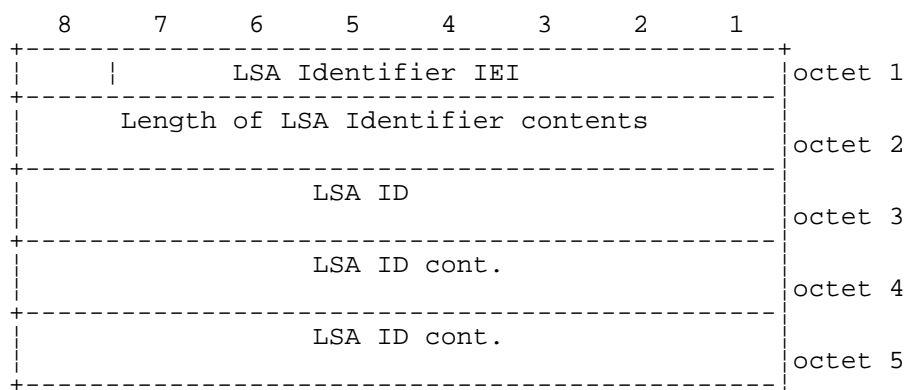 8 7 6 5 4 3 2 1
LSA Identifier IEI octet 1
Length of LSA Identifier contents
octet 2
LSA ID
octet 3
LSA ID cont.
octet 4
LSA ID cont.
octet 5